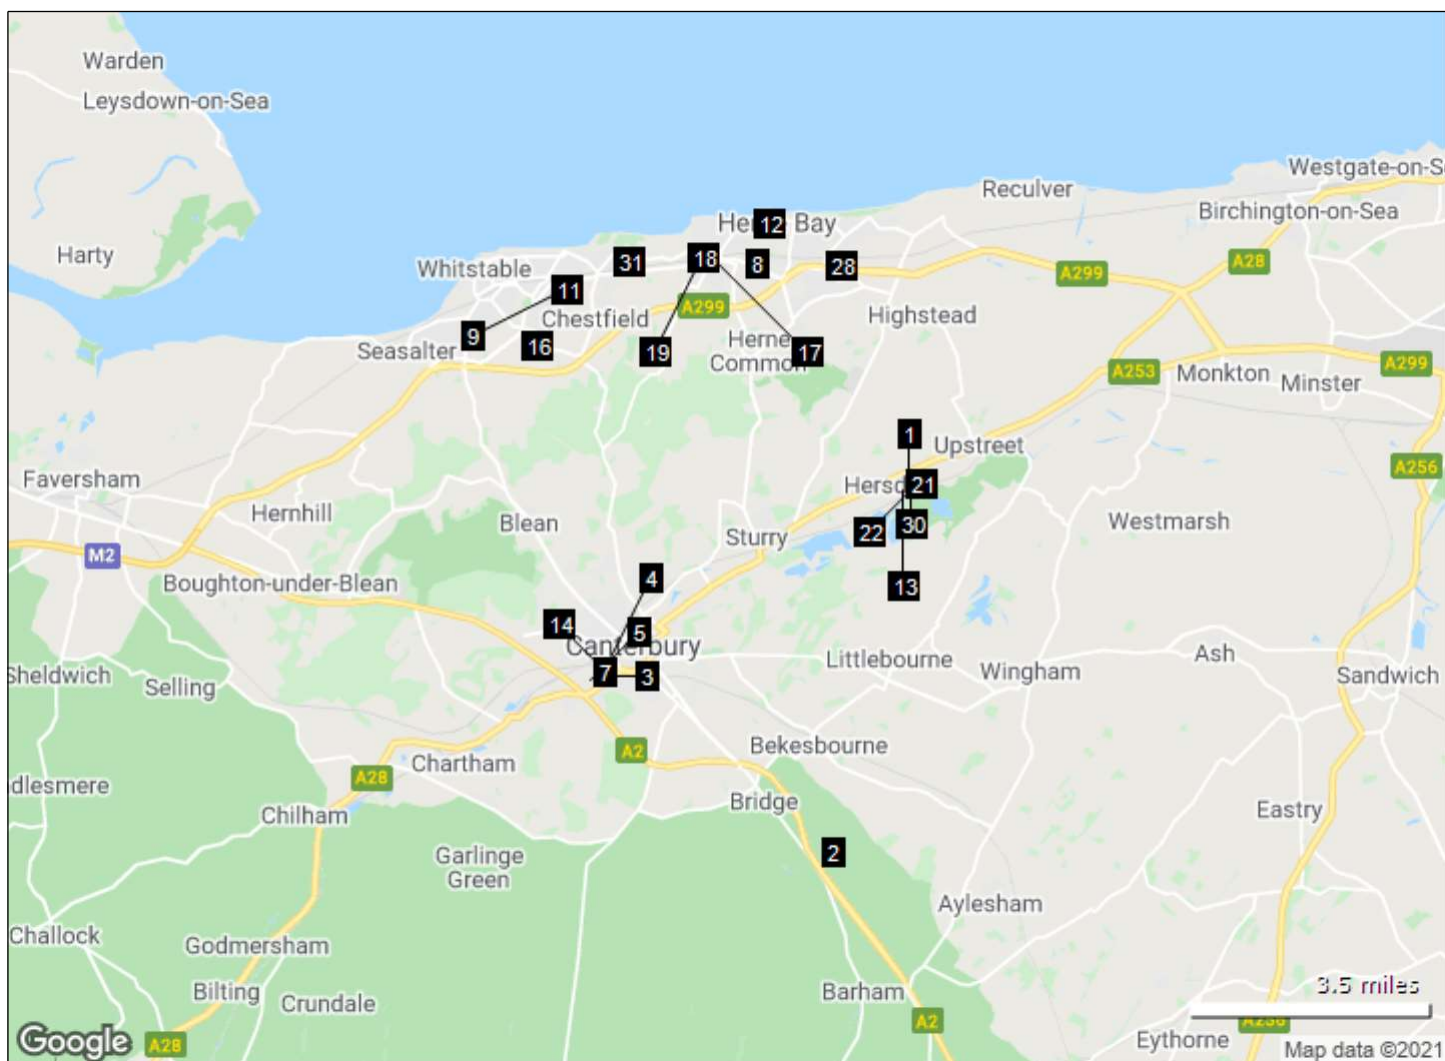 Warden
Leysdown-on-Sea
Westgate-on-S
Reculver
Birchington-on-Sea
12
Bay
Harty
Whitstable
31
18
8
28
A28
A299
11
A299
Chestfield
Highstead
9
16
Seasalter
19
Herne
Common
17
A299
A253
Monkton
Minster
1
Upstreet
A256
Faversham
21
Hernhill
Blean
22
30
Westmarsh
Sturry
M2
Boughton-under-Blean
4
13
14
5
Canterbury
Littlebourne
Ash
Sheldwich
Selling
7
3
Wingham
Sandwich
A2
Bekesbourne
Chartham
A28
dlesmere
Chilham
Bridge
Eastry
Garlinge
Green
2
Aylesham
Challock
Godmersham
Bilting
Crundale
Barham
3.5 miles
A2
A256
Google
A28
Eythorne
Map data ©2021